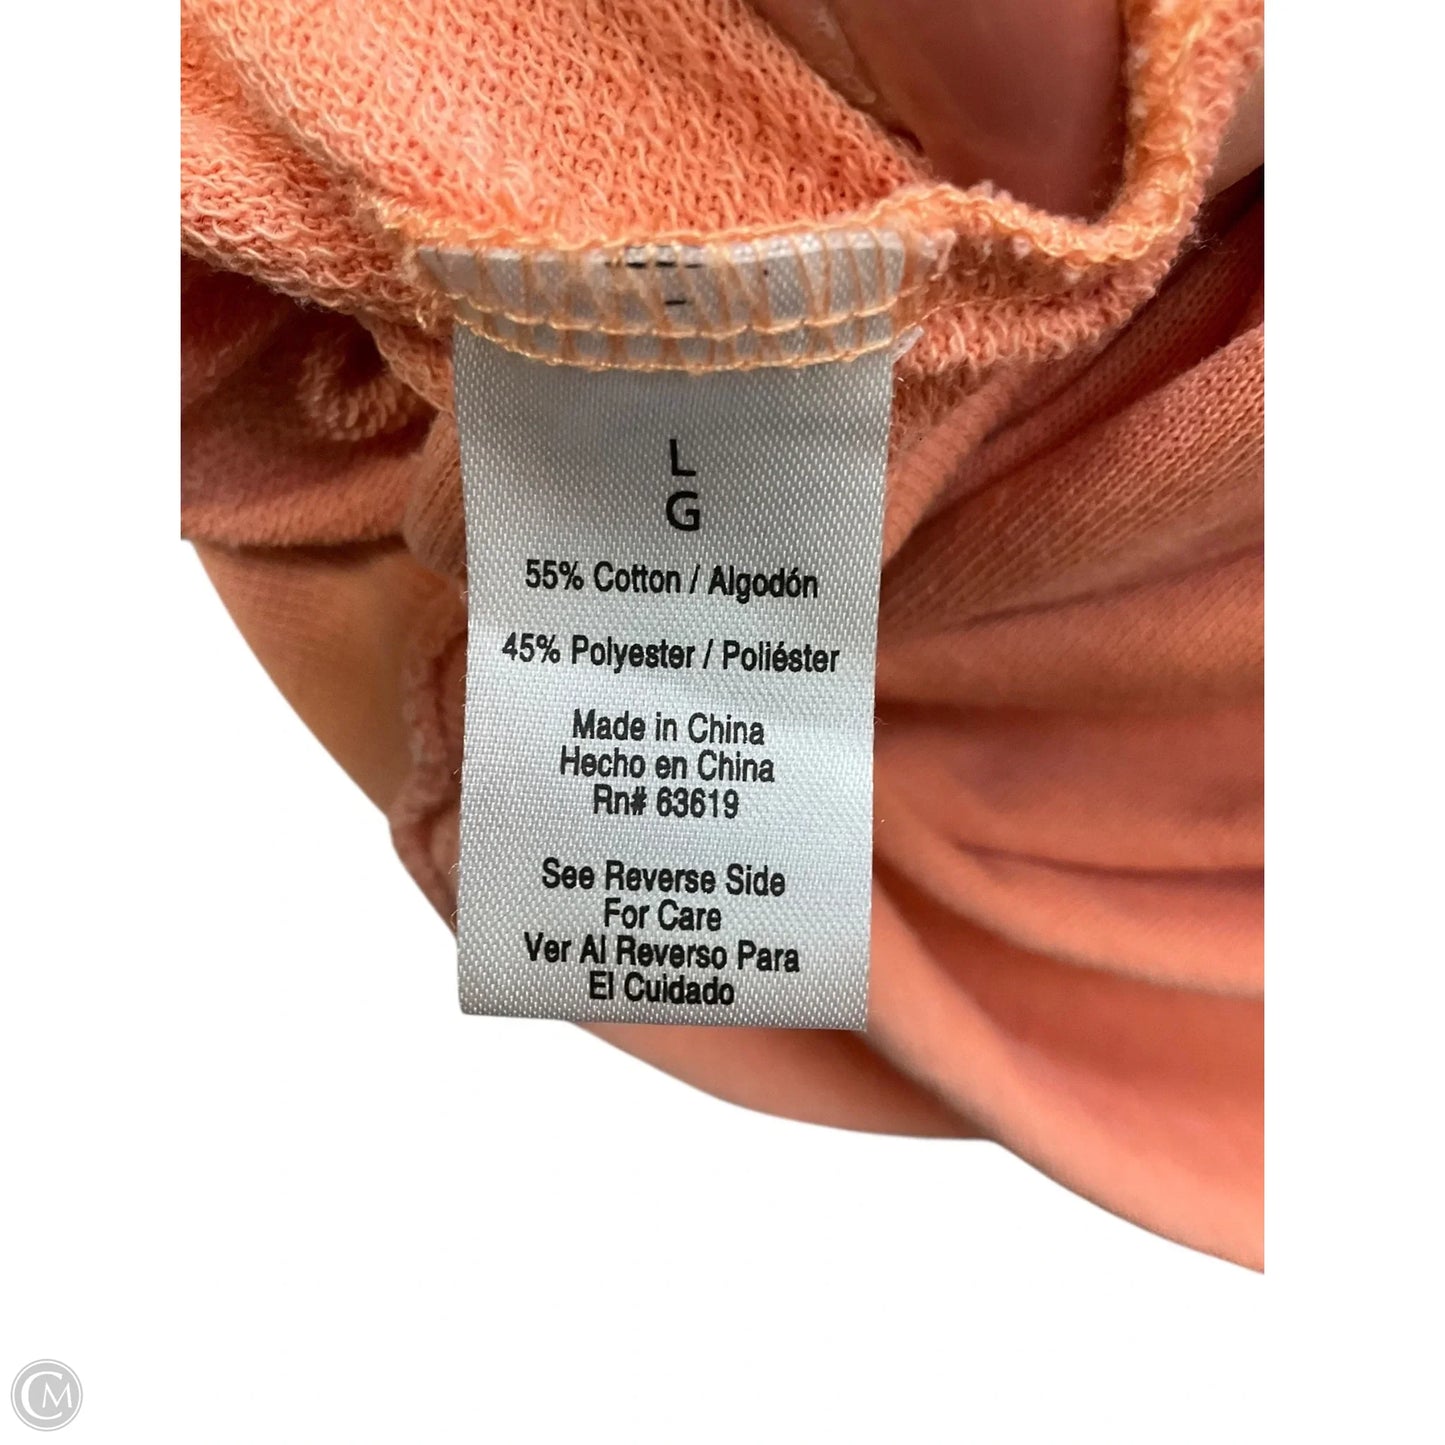 L
G
55% Cotton / Algodón
45% Polyester / Poliéster
Made in China
Hecho en China
Rn# 63619
See Reverse Side
For Care
Ver Al Reverso Para
El Cuidado
CM